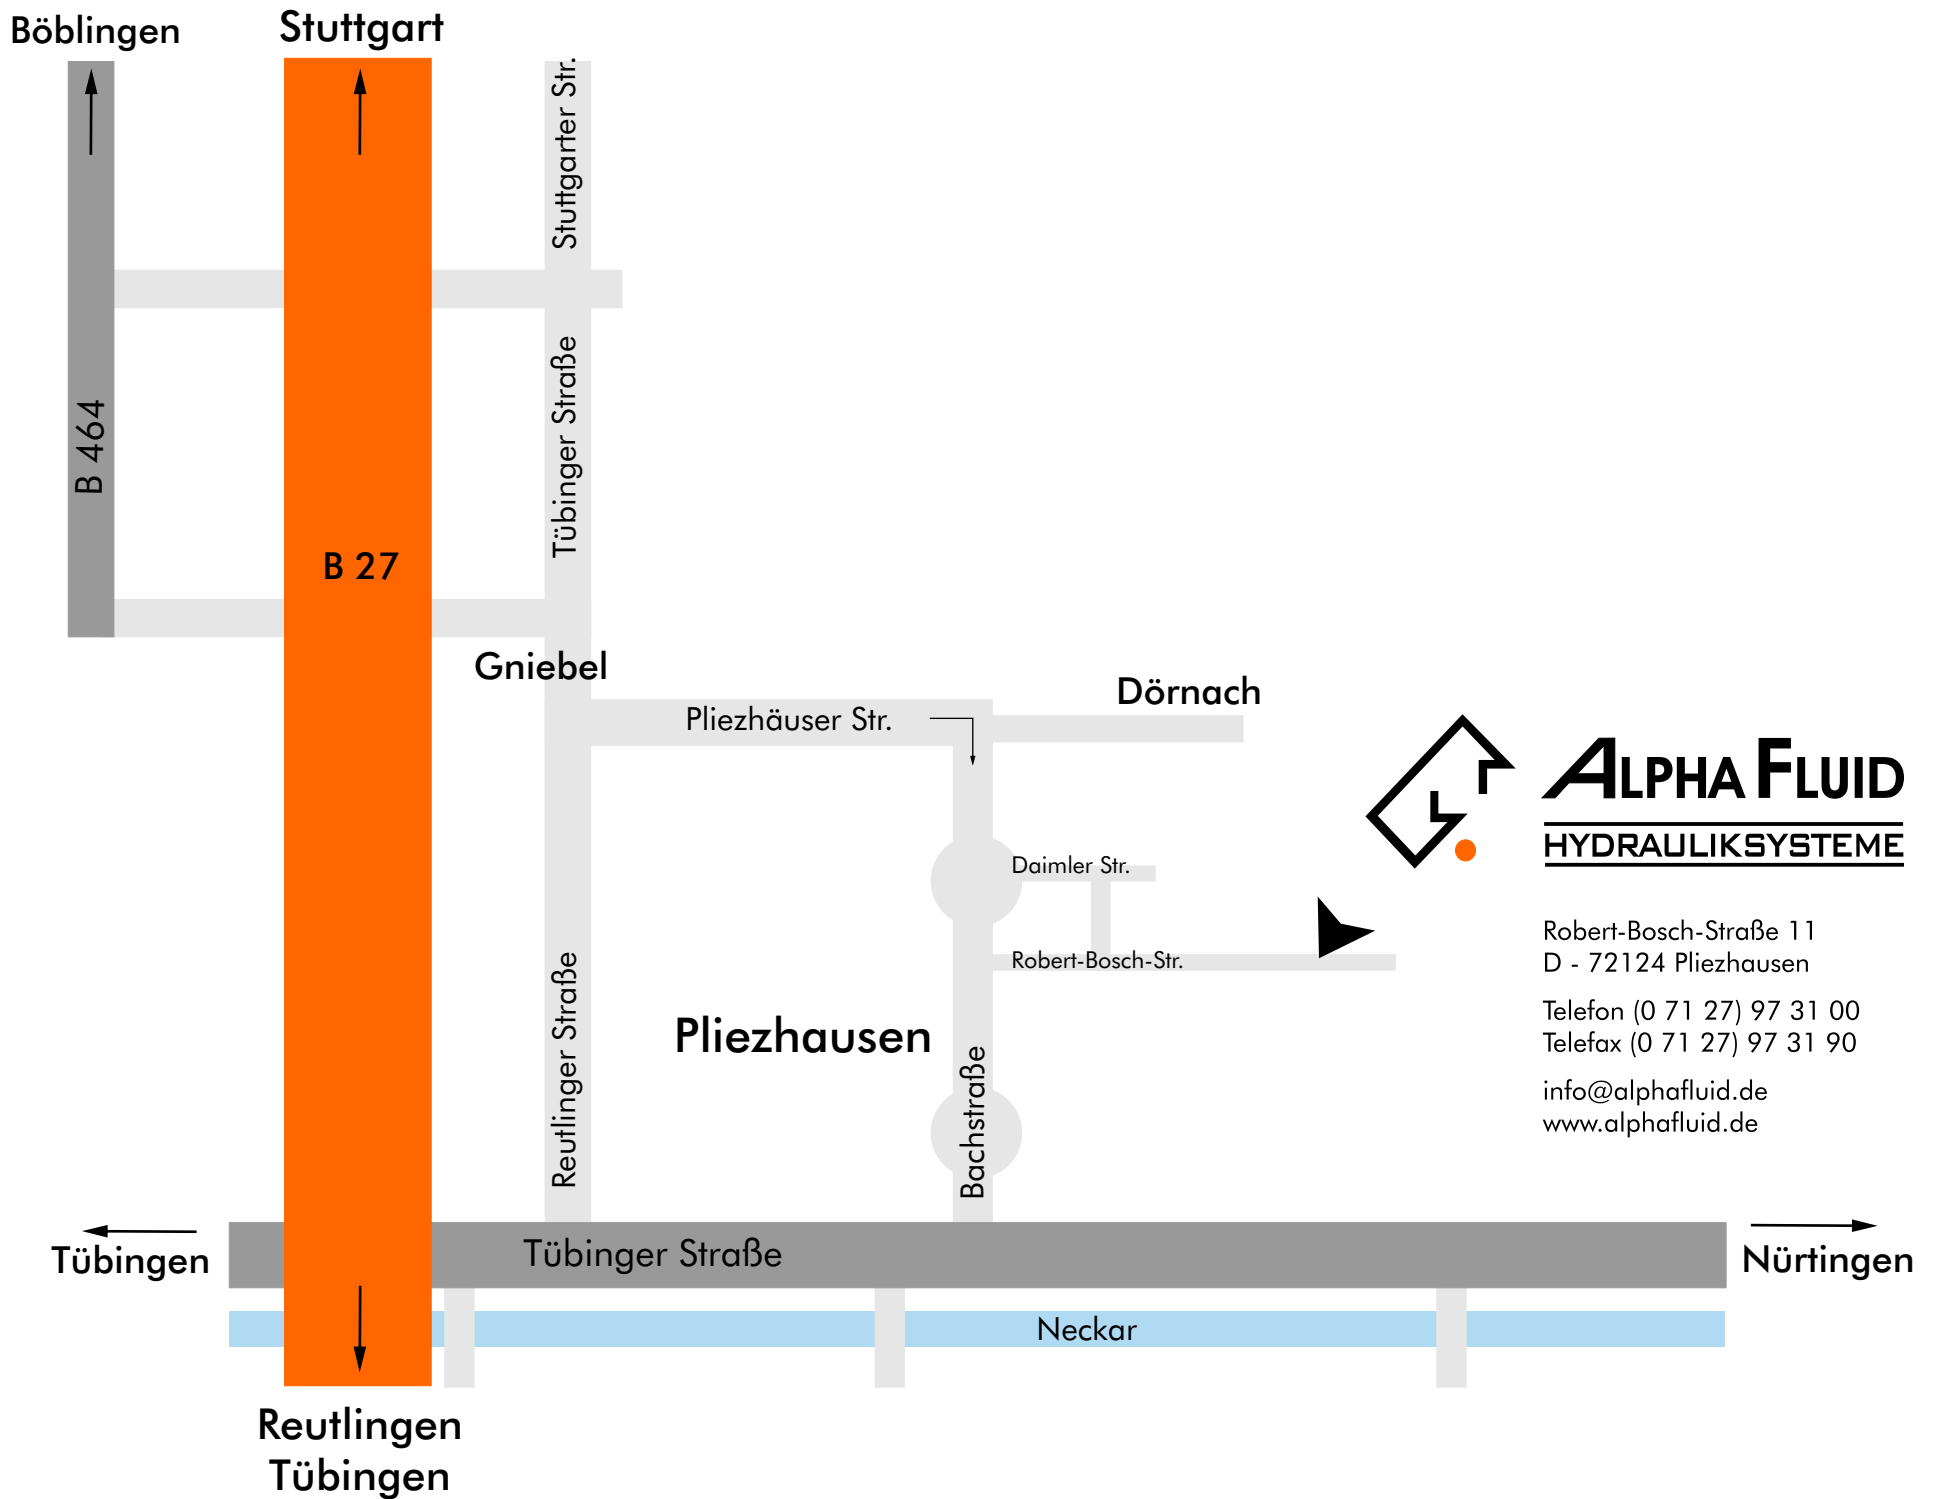 Böblingen
Stuttgart
Stuttgarter Str.
Tübinger Straße
B 464
B 27
Gniebel
Pliezhäuser Str.
Dörnach
ALPHA FLUID
HYDRAULIKSYSTEME
Daimler Str.
Robert-Bosch-Str.
Robert-Bosch-Straße 11
D - 72124 Pliezhausen
Telefon (0 71 27) 97 31 00
Telefax (0 71 27) 97 31 90
info@alphafluid.de
www.alphafluid.de
Reutlinger Straße
Pliezhausen
Bachstraße
Tübingen
Tübinger Straße
Nürtingen
Neckar
Reutlingen
Tübingen